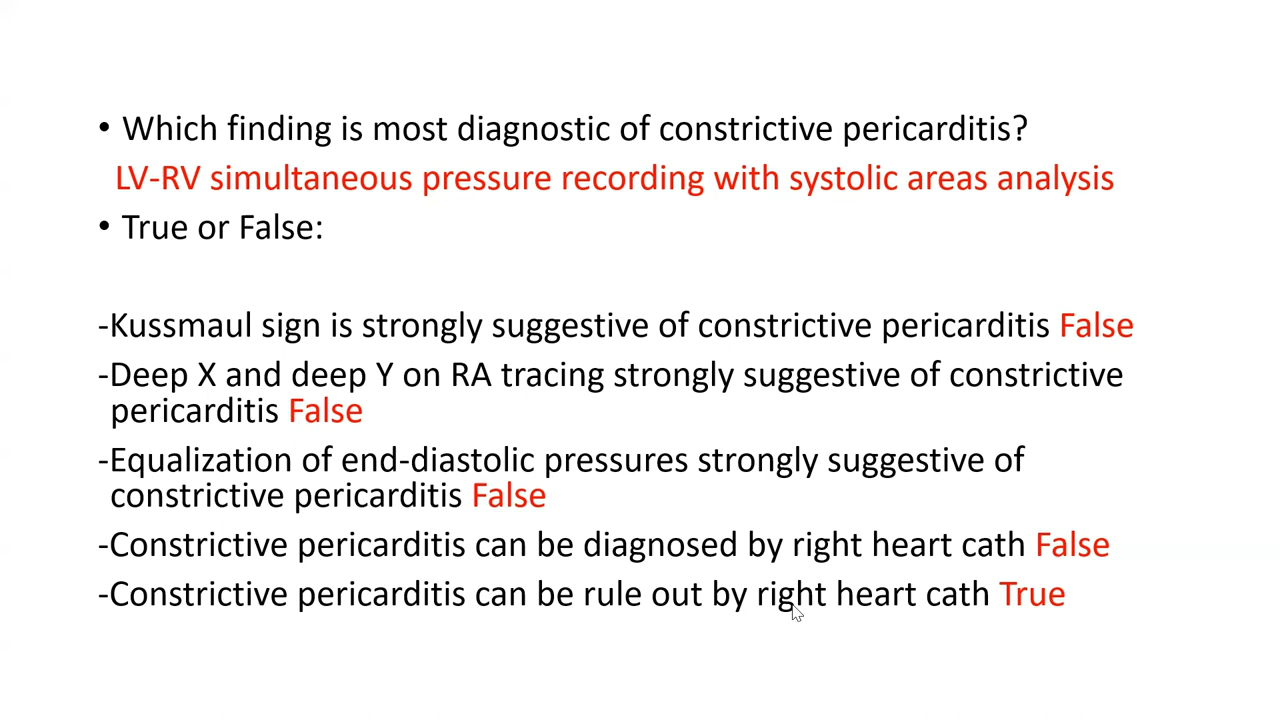 • Which finding is most diagnostic of constrictive pericarditis?
LV-RV simultaneous pressure recording with systolic areas analysis
• True or False:
-Kussmaul sign is strongly suggestive of constrictive pericarditis False
-Deep X and deep Y on RA tracing strongly suggestive of constrictive
pericarditis False
-Equalization of end-diastolic pressures strongly suggestive of
constrictive pericarditis False
-Constrictive pericarditis can be diagnosed by right heart cath False
-Constrictive pericarditis can be rule out by right heart cath True